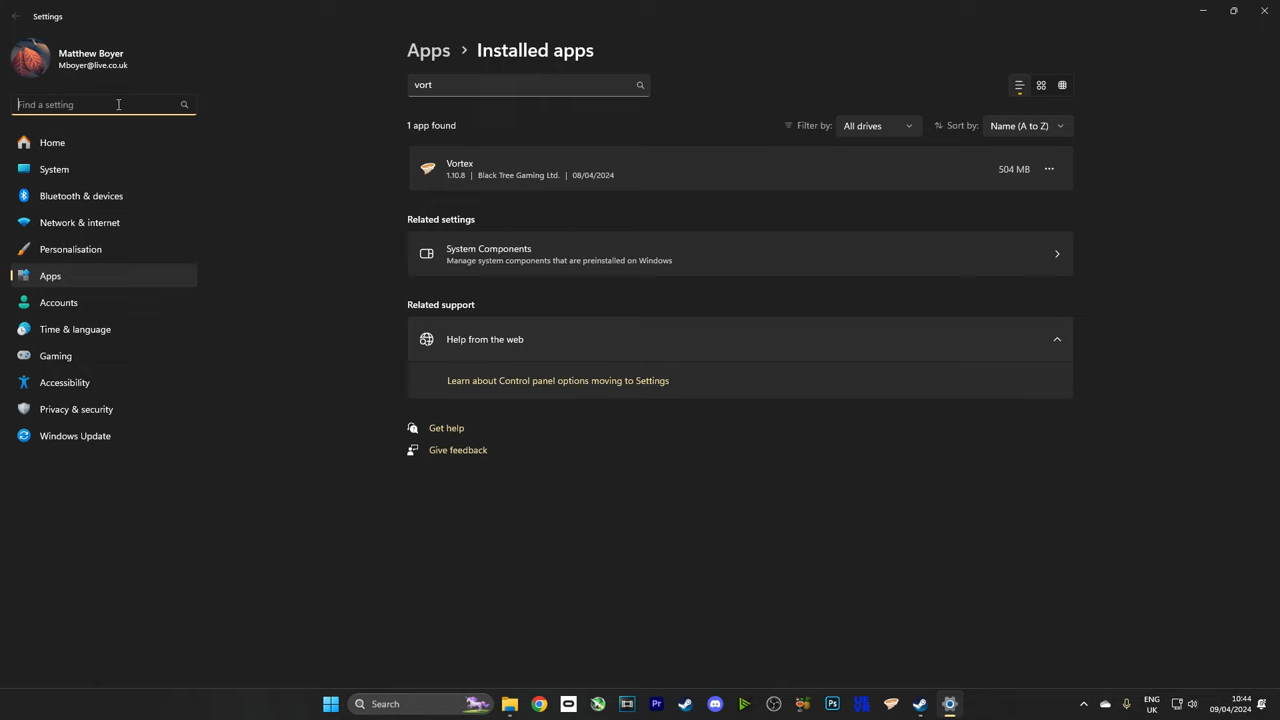 Settings
Matthew Boyer
Mboyer@live.co.uk
Find a setting
Home
System
Bluetooth & devices
Network & internet
Personalisation
Apps
Accounts
Time & language
Gaming
Accessibility
Privacy & security
Windows Update
Apps > Installed apps
vort
1 app found
Filter by: All drives
Sort by: Name (A to Z)
Vortex
1.10.8 | Black Tree Gaming Ltd. | 08/04/2024
504 MB
Related settings
System Components
Manage system components that are preinstalled on Windows
Related support
Help from the web
Learn about Control panel options moving to Settings
Get help
Give feedback
Search
Pr
Ps
ENG
UK
10:44
09/04/2024